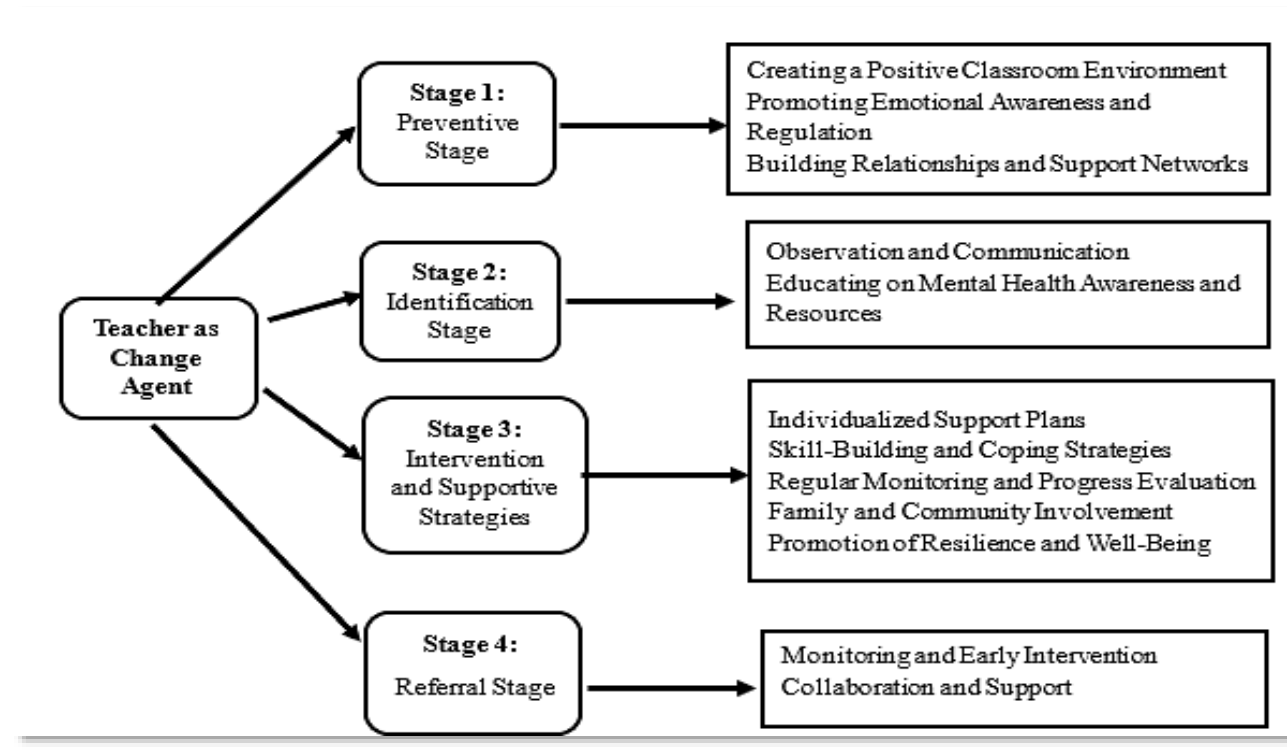 Teacher as
Change
Agent
Stage 1:
Preventive
Stage
Creating a Positive Classroom Environment
Promoting Emotional Awareness and
Regulation
Building Relationships and Support Networks
Stage 2:
Identification
Stage
Observation and Communication
Educating on Mental Health Awareness and
Resources
Stage 3:
Intervention
and Supportive
Strategies
Individualized Support Plans
Skill-Building and Coping Strategies
Regular Monitoring and Progress Evaluation
Family and Community Involvement
Promotion of Resilience and Well-Being
Stage 4:
Referral Stage
Monitoring and Early Intervention
Collaboration and Support